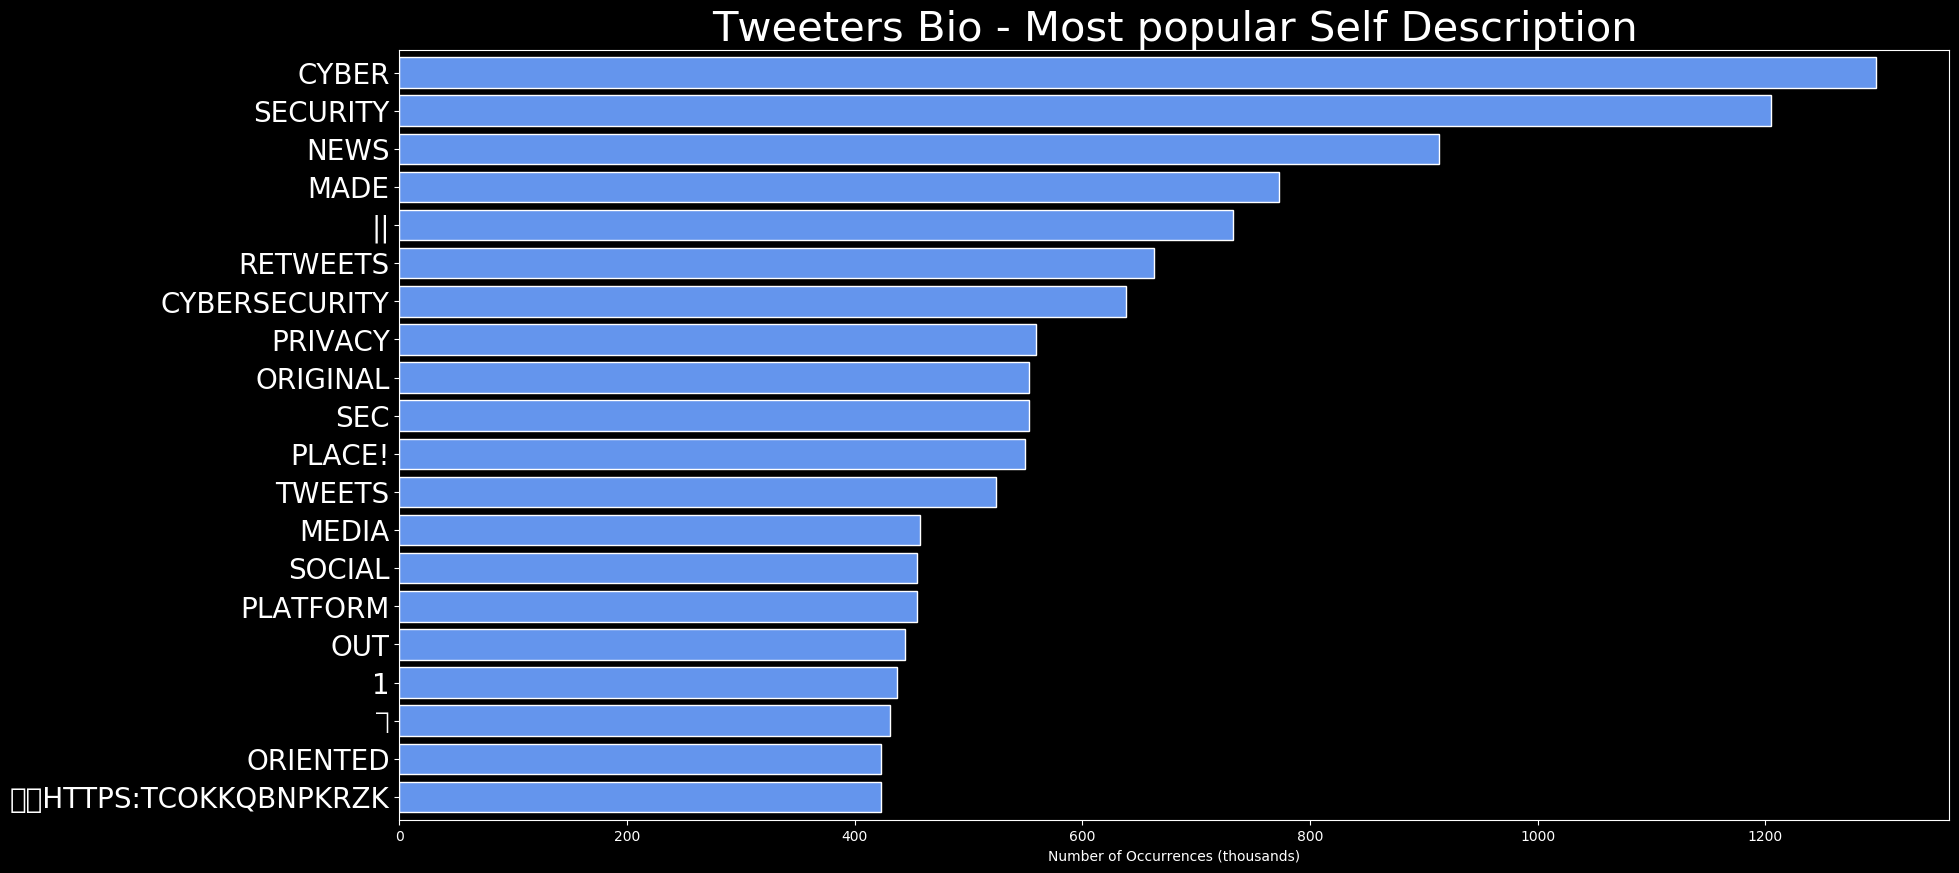 Tweeters Bio - Most popular Self Description
CYBER
SECURITY
NEWS
MADE
||
RETWEETS
CYBERSECURITY
PRIVACY
ORIGINAL
SEC
PLACE!
TWEETS
MEDIA
SOCIAL
PLATFORM
OUT
1
┐
ORIENTED
HTTPS:TCOKKQBNPKRZK
0 200 400 600 800 1000 1200
Number of Occurrences (thousands)